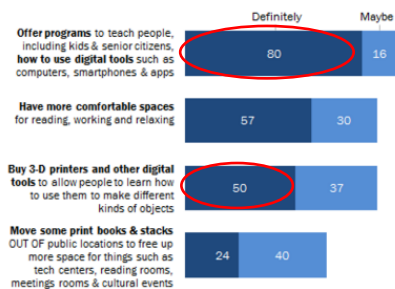 Definitely Maybe
Offer programs to teach people,
including kids & senior citizens,
how to use digital tools such as
computers, smartphones & apps
80 16
Have more comfortable spaces
for reading, working and relaxing
57 30
Buy 3-D printers and other digital
tools to allow people to learn how
to use them to make different
kinds of objects
50 37
Move some print books & stacks
OUT OF public locations to free up
more space for things such as
tech centers, reading rooms,
meetings rooms & cultural events
24 40